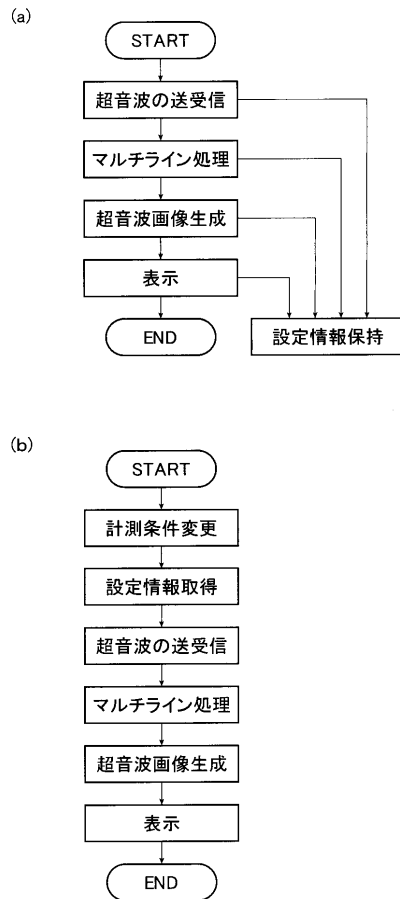 (a)
START
超音波の送受信
マルチライン処理
超音波画像生成
表示
END
設定情報保持
(b)
START
計測条件変更
設定情報取得
超音波の送受信
マルチライン処理
超音波画像生成
表示
END